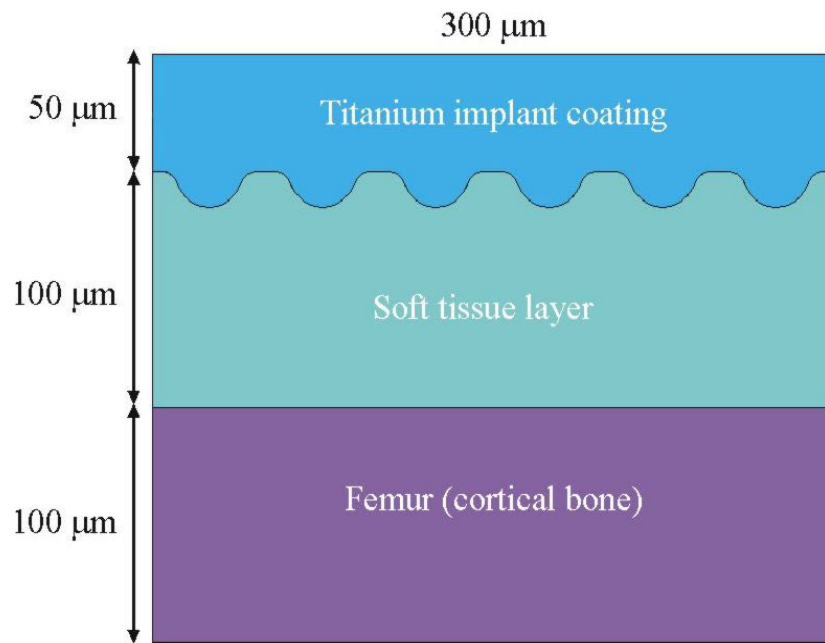 300 μm
50 μm
Titanium implant coating
100 μm
Soft tissue layer
Femur (cortical bone)
100 μm